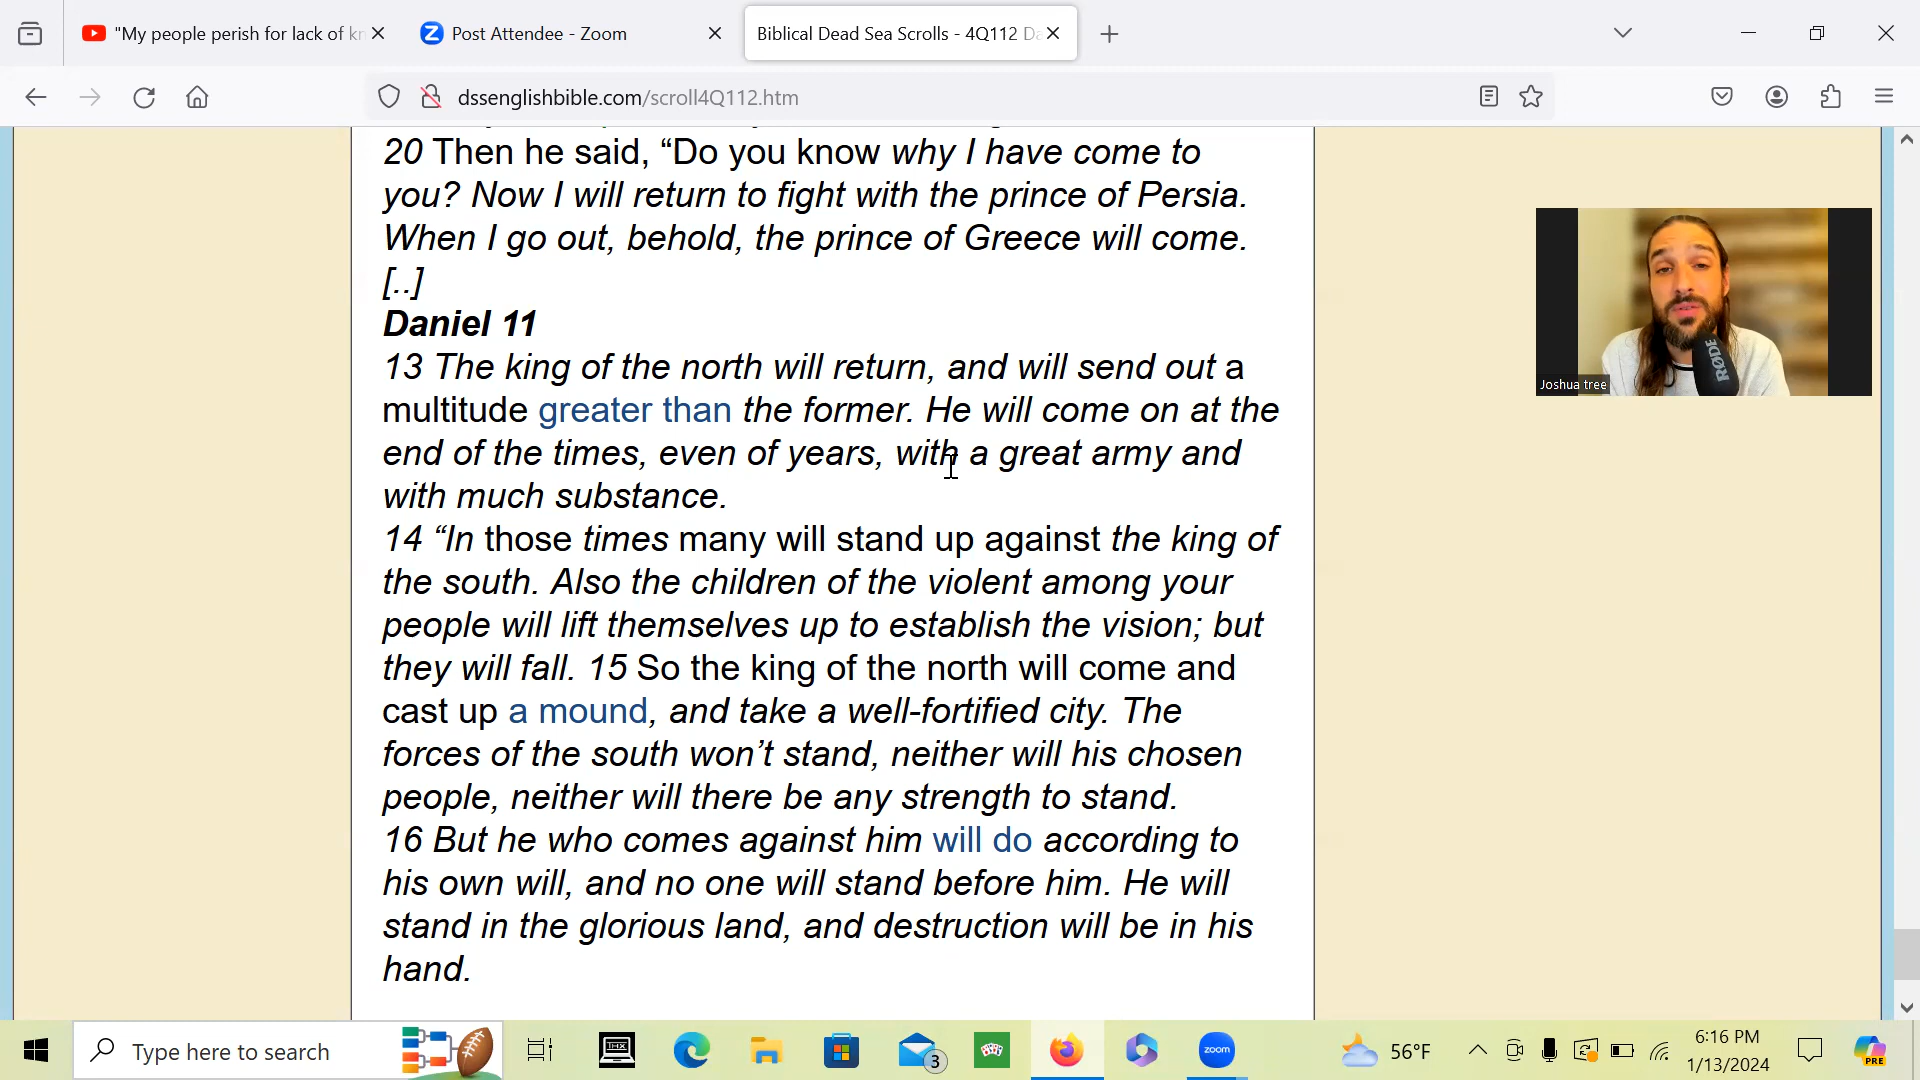 "My people perish for lack of kn
Post Attendee - Zoom
Biblical Dead Sea Scrolls - 4Q112 Da
dssenglishbible.com/scroll4Q112.htm
20 Then he said, “Do you know why I have come to
you? Now I will return to fight with the prince of Persia.
When I go out, behold, the prince of Greece will come.
[..]
Daniel 11
13 The king of the north will return, and will send out a
multitude greater than the former. He will come on at the
end of the times, even of years, with a great army and
with much substance.
14 “In those times many will stand up against the king of
the south. Also the children of the violent among your
people will lift themselves up to establish the vision; but
they will fall. 15 So the king of the north will come and
cast up a mound, and take a well-fortified city. The
forces of the south won’t stand, neither will his chosen
people, neither will there be any strength to stand.
16 But he who comes against him will do according to
his own will, and no one will stand before him. He will
stand in the glorious land, and destruction will be in his
hand.
RØDE
Joshua tree
Type here to search
THX
3
zoom
56°F
6:16 PM
1/13/2024
PRE